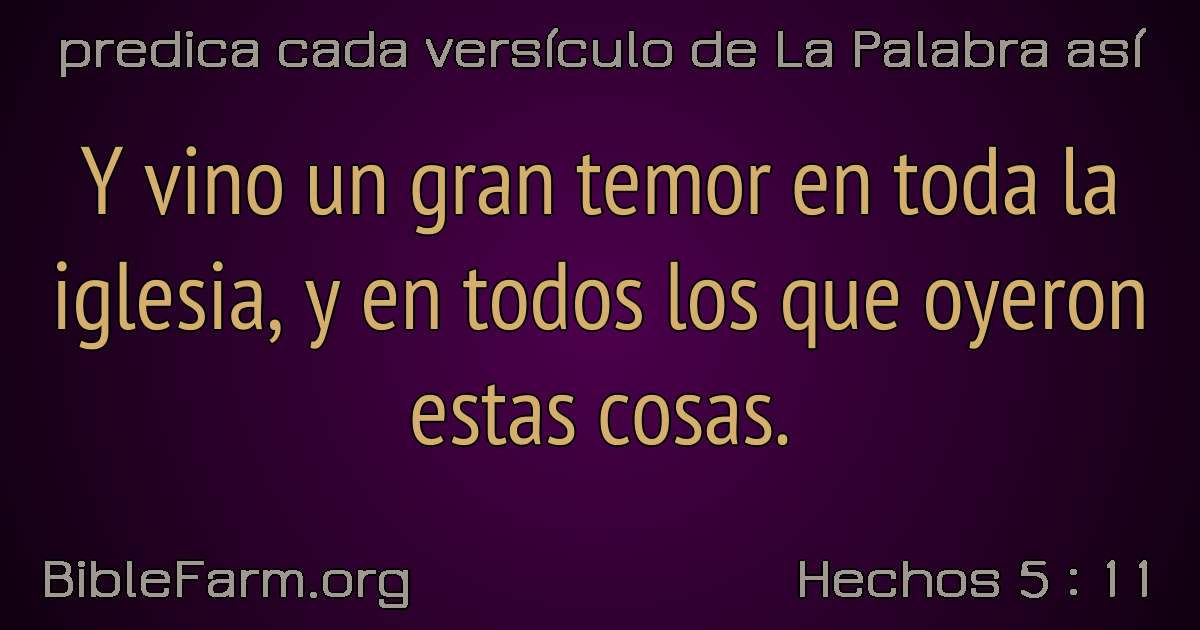 predica cada versículo de La Palabra así
Y vino un gran temor en toda la
iglesia, y en todos los que oyeron
estas cosas.
BibleFarm.org
Hechos 5 : 11